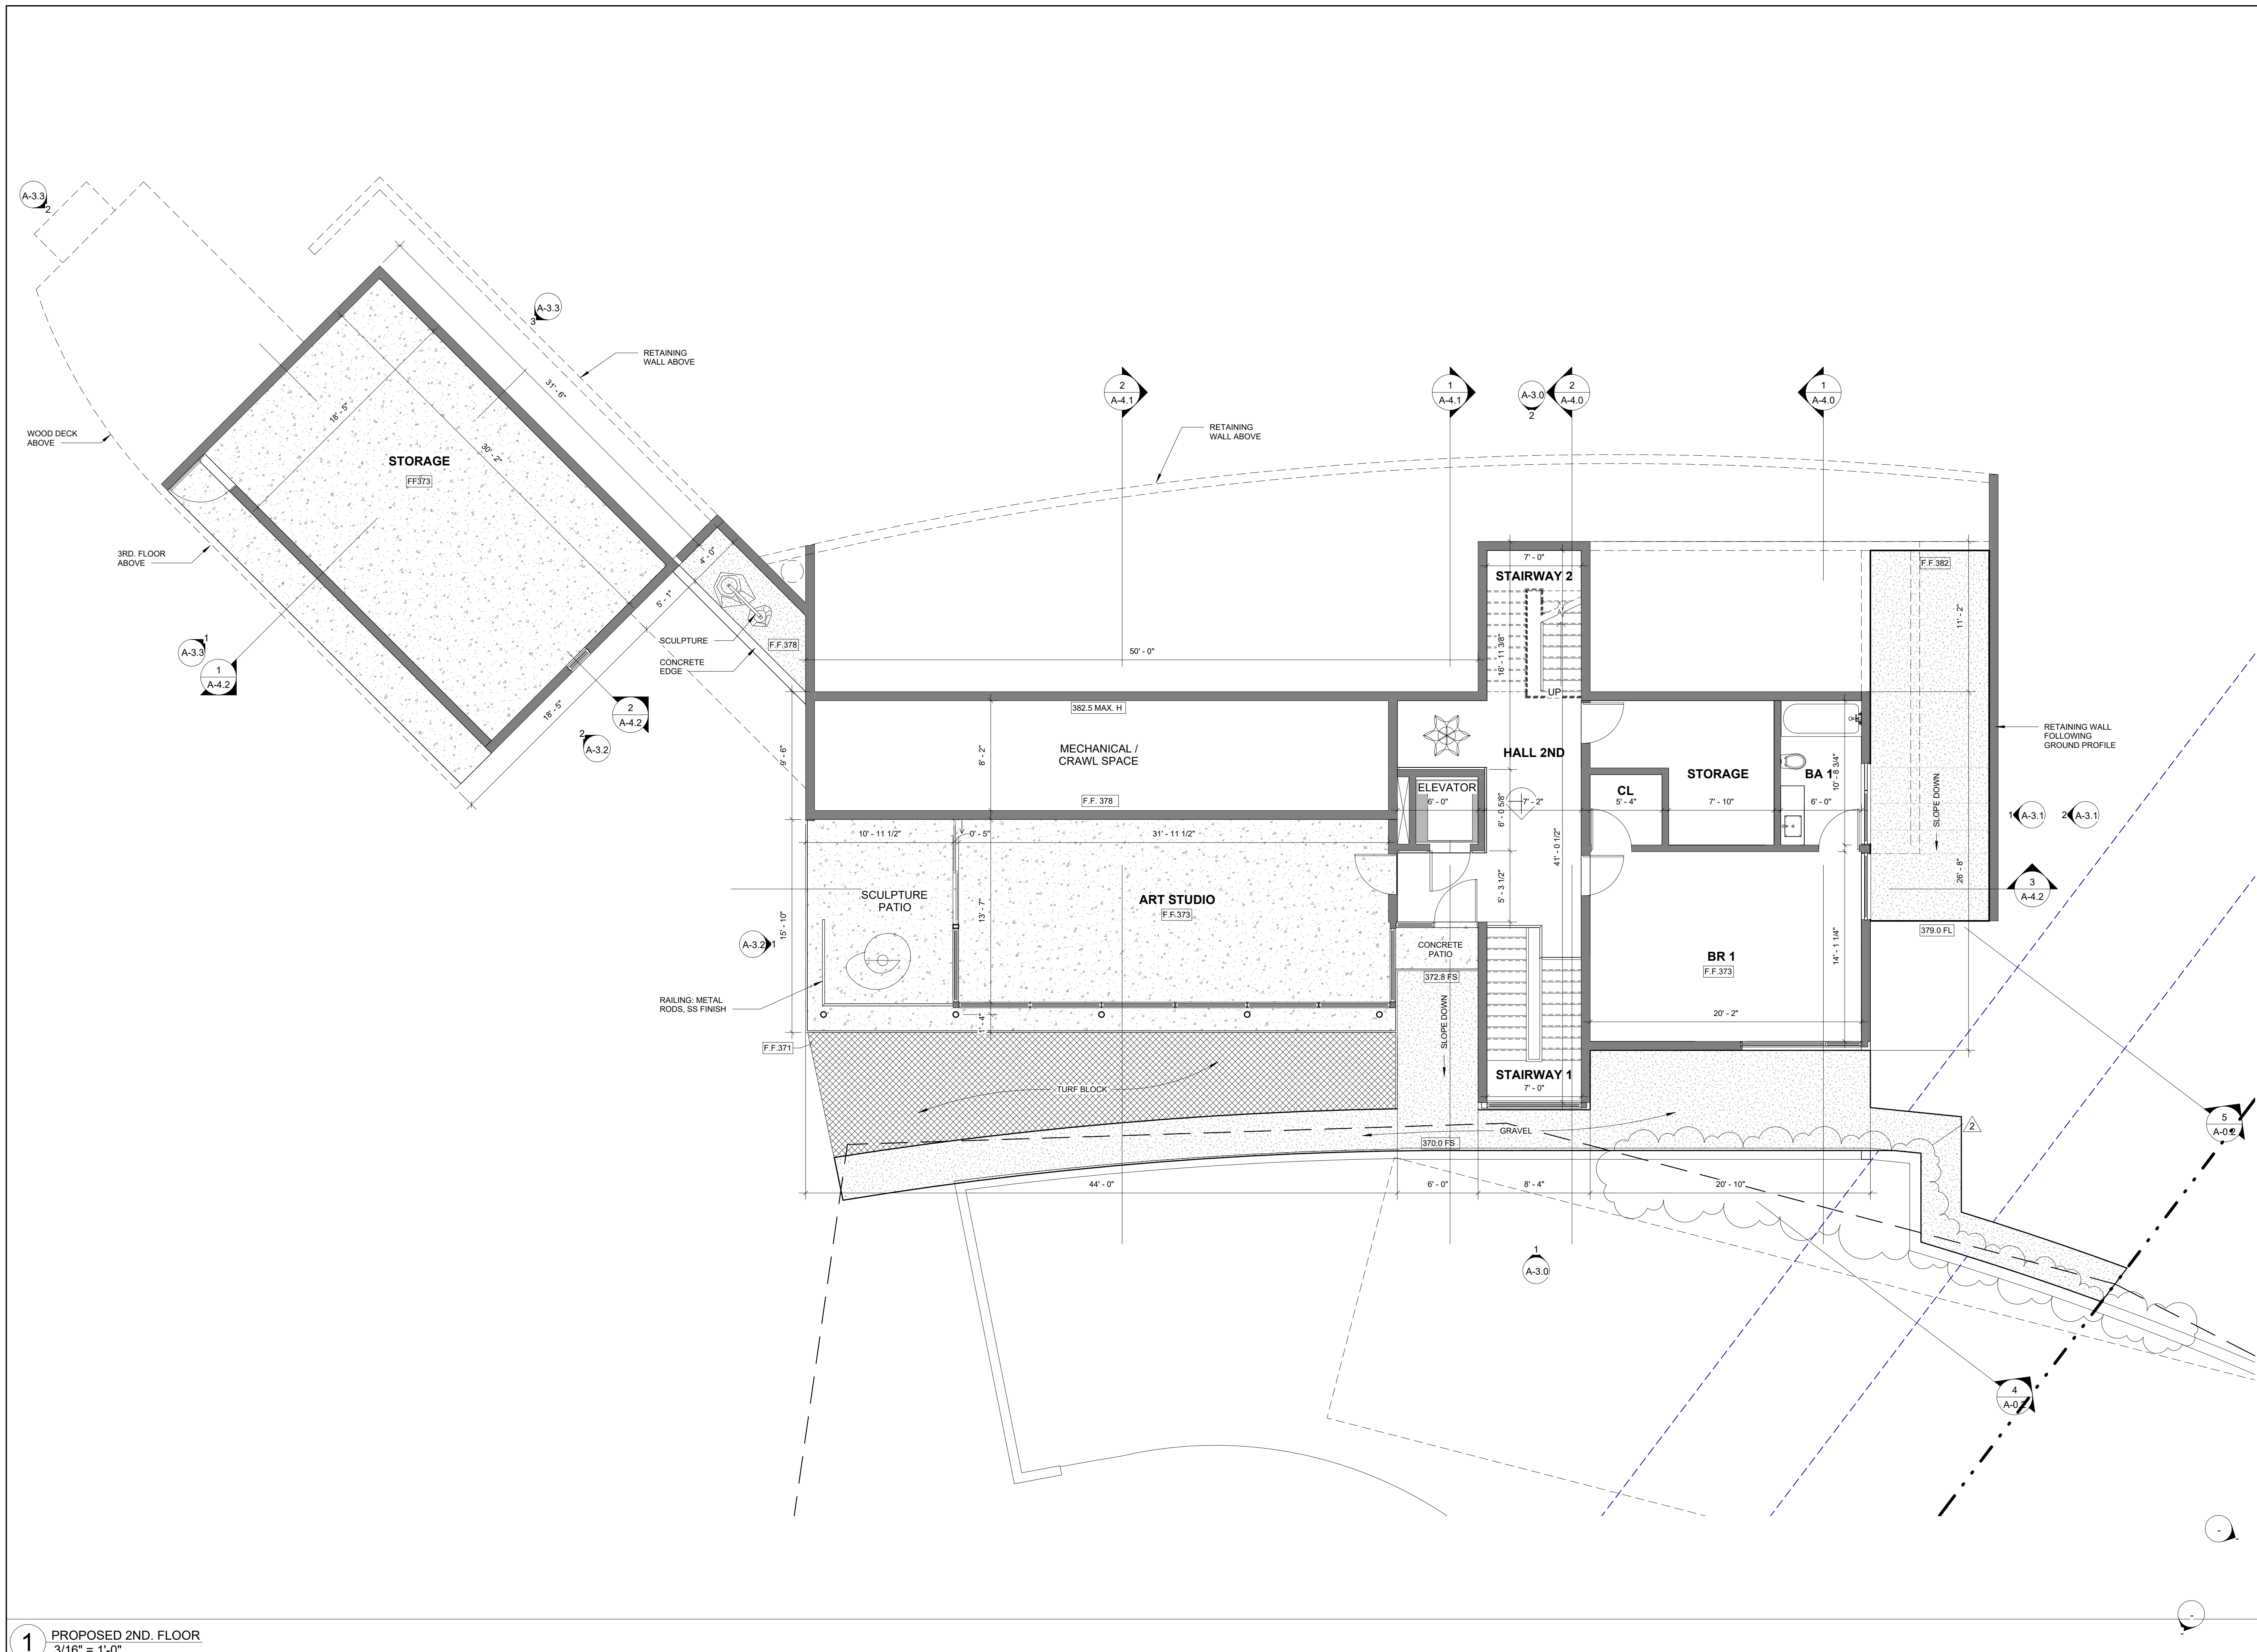 A-3.3
2
A-3.3
3
RETAINING
WALL ABOVE
31' - 6"
18' - 5"
30' - 2"
WOOD DECK
ABOVE
STORAGE
FF373
3RD. FLOOR
ABOVE
2
A-4.1
1
A-4.1
A-3.0
2
2
A-4.0
1
A-4.0
RETAINING
WALL ABOVE
4' - 0"
5' - 1"
SCULPTURE
F.F.378
CONCRETE
EDGE
1
A-3.3
1
A-4.2
18' - 5"
2
A-4.2
2
A-3.2
50' - 0"
7' - 0"
STAIRWAY 2
16' - 11 3/8"
UP
F.F.382
11' - 2"
382.5 MAX. H
9' - 6"
8' - 2"
MECHANICAL /
CRAWL SPACE
F.F. 378
HALL 2ND
ELEVATOR
6' - 0"
6' - 0 5/8"
7' - 2"
CL
5' - 4"
STORAGE
7' - 10"
BA 1
6' - 0"
10' - 8 3/4"
SLOPE DOWN
RETAINING WALL
FOLLOWING
GROUND PROFILE
1
A-3.1
2
A-3.1
10' - 11 1/2"
0' - 5"
31' - 11 1/2"
41' - 0 1/2"
5' - 3 1/2"
26' - 8"
3
A-4.2
SCULPTURE
PATIO
15' - 10"
13' - 7"
ART STUDIO
F.F.373
A-3.2
1
CONCRETE
PATIO
372.8 FS
BR 1
F.F.373
14' - 1 1/4"
379.0 FL
RAILING: METAL
RODS, SS FINISH
1' - 4"
SLOPE DOWN
20' - 2"
F.F.371
TURF BLOCK
STAIRWAY 1
7' - 0"
GRAVEL
370.0 FS
2
5
A-0.2
44' - 0"
6' - 0"
8' - 4"
20' - 10"
1
A-3.0
4
A-0.2
-
-
-
-
1
PROPOSED 2ND. FLOOR
3/16" = 1'-0"